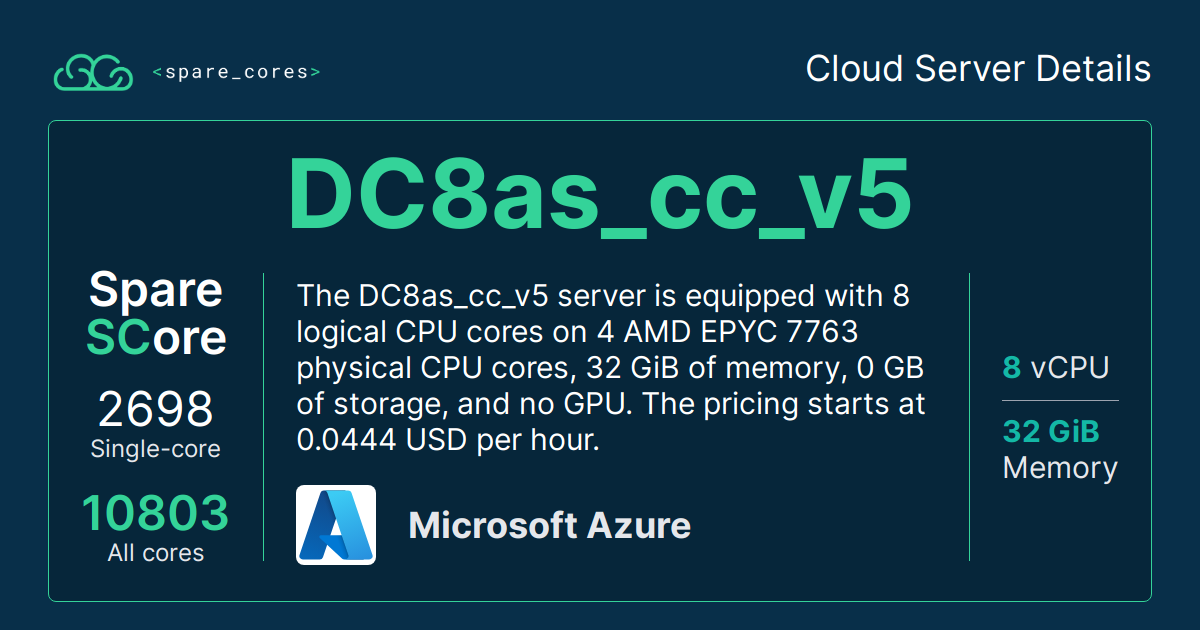 <spare_cores>
Cloud Server Details
DC8as_cc_v5
Spare
SCore
2698
Single-core
10803
All cores
The DC8as_cc_v5 server is equipped with 8
logical CPU cores on 4 AMD EPYC 7763
physical CPU cores, 32 GiB of memory, 0 GB
of storage, and no GPU. The pricing starts at
0.0444 USD per hour.
Microsoft Azure
8 vCPU
32 GiB
Memory